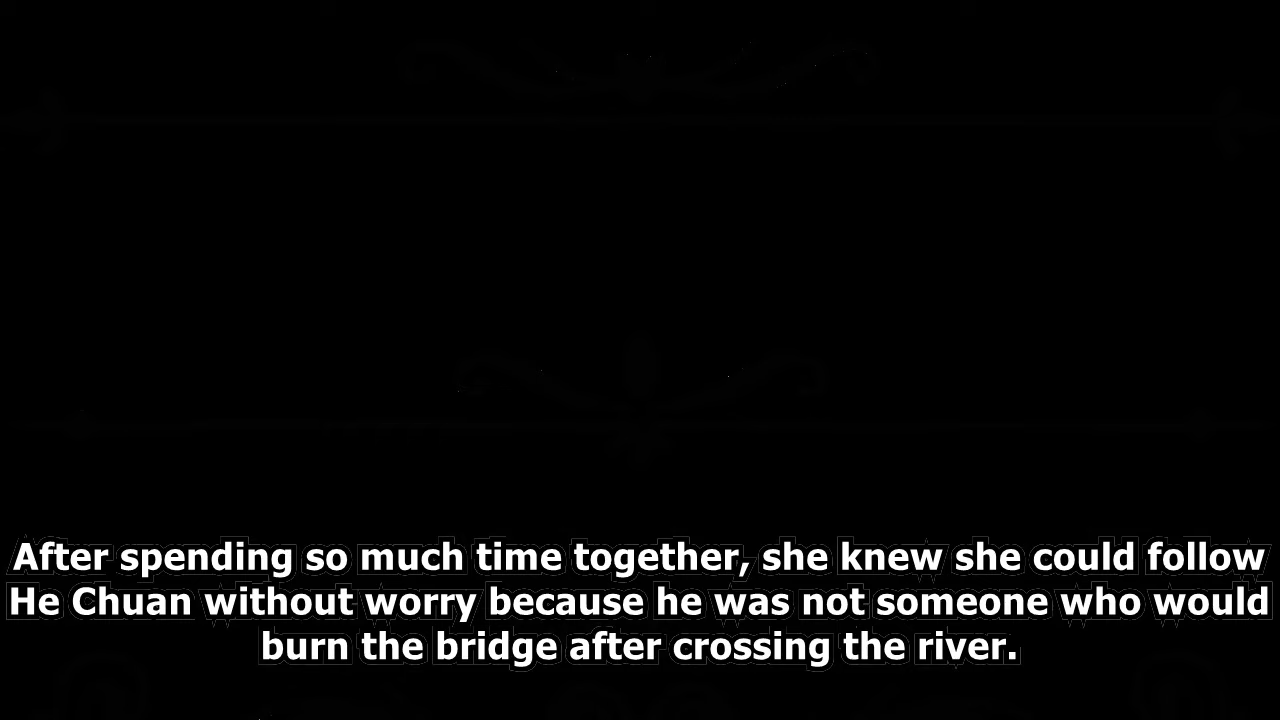 After spending so much time together, she knew she could follow
He Chuan without worry because he was not someone who would
burn the bridge after crossing the river.